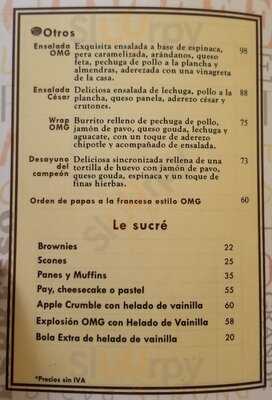 Otros
Ensalada OMG Exquisita ensalada a base de espinaca, pera caramelizada, arándanos, queso feta, pechuga de pollo a la plancha y almendras, aderezada con una vinagreta de la casa. 98
Ensalada César Deliciosa ensalada de lechuga, pollo a la plancha, queso panela, aderezo césar y crutones. 88
Wrap OMG Burrito relleno de pechuga de pollo, jamón de pavo, queso gouda, lechuga y aguacate, con un toque de aderezo chipotle y acompañado de ensalada. 75
Desayuno del campeón Deliciosa sincronizada rellena de una tortilla de huevo con jamón de pavo, queso gouda, espinaca y un toque de finas hierbas. 73
Orden de papas a la francesa estilo OMG 60
Le sucré
Brownies 22
Scones 25
Panes y Muffins 35
Pay, cheesecake o pastel 55
Apple Crumble con helado de vainilla 60
Explosión OMG con Helado de Vainilla 58
Bola Extra de helado de vainilla 20
*Precios sin IVA